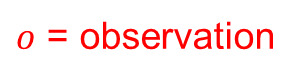 o = observation